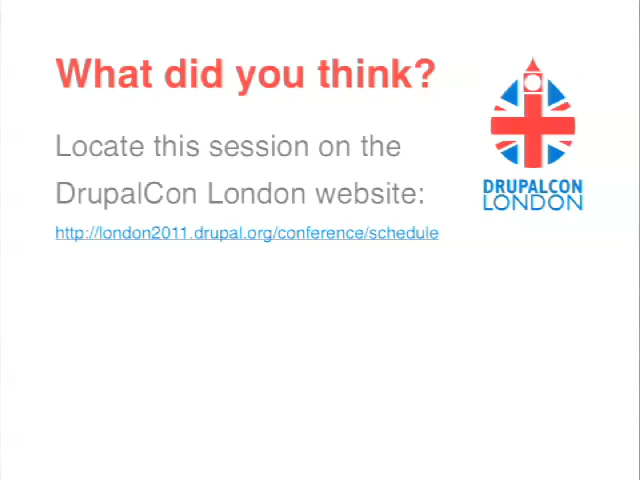 What did you think?
Locate this session on the
DrupalCon London website:
http://london2011.drupal.org/conference/schedule
DRUPALCON
LONDON